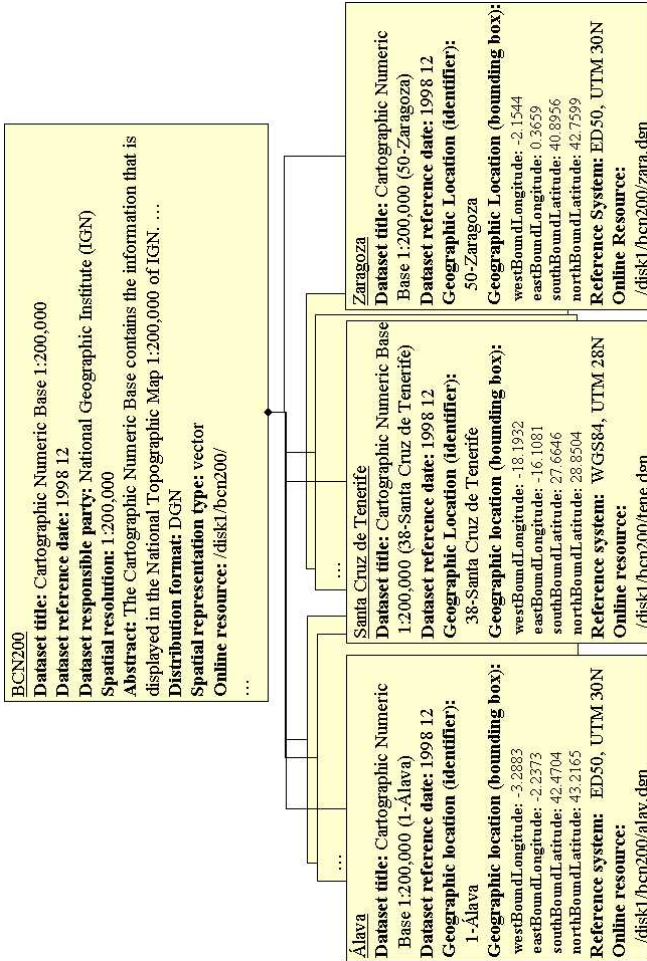 BCN200
Dataset title: Cartographic Numeric Base 1:200,000
Dataset reference date: 1998 12
Dataset responsible party: National Geographic Institute (IGN)
Spatial resolution: 1:200,000
Abstract: The Cartographic Numeric Base contains the information that is
displayed in the National Topographic Map 1:200,000 of IGN. ...
Distribution format: DGN
Spatial representation type: vector
Online resource: /disk1/bcn200/
...
...
Álava
Dataset title: Cartographic Numeric
Base 1:200,000 (1-Álava)
Dataset reference date: 1998 12
Geographic location (identifier):
1-Álava
Geographic location (bounding box):
westBoundLongitude: -3.2883
eastBoundLongitude: -2.2373
southBoundLatitude: 42.4704
northBoundLatitude: 43.2165
Reference system: ED50, UTM 30N
Online resource:
/disk1/bcn200/alav.dgn
...
Santa Cruz de Tenerife
Dataset title: Cartographic Numeric Base
1:200,000 (38-Santa Cruz de Tenerife)
Dataset reference date: 1998 12
Geographic Location (identifier):
38-Santa Cruz de Tenerife
Geographic location (bounding box):
westBoundLongitude: -18.1932
eastBoundLongitude: -16.1081
southBoundLatitude: 27.6646
northBoundLatitude: 28.8504
Reference system: WGS84, UTM 28N
Online resource:
/disk1/bcn200/tene.dgn
Zaragoza
Dataset title: Cartographic Numeric
Base 1:200,000 (50-Zaragoza)
Dataset reference date: 1998 12
Geographic Location (identifier):
50-Zaragoza
Geographic Location (bounding box):
westBoundLongitude: -2.1544
eastBoundLongitude: 0.3659
southBoundLatitude: 40.8956
northBoundLatitude: 42.7599
Reference System: ED50, UTM 30N
Online Resource:
/disk1/bcn200/zara.dgn